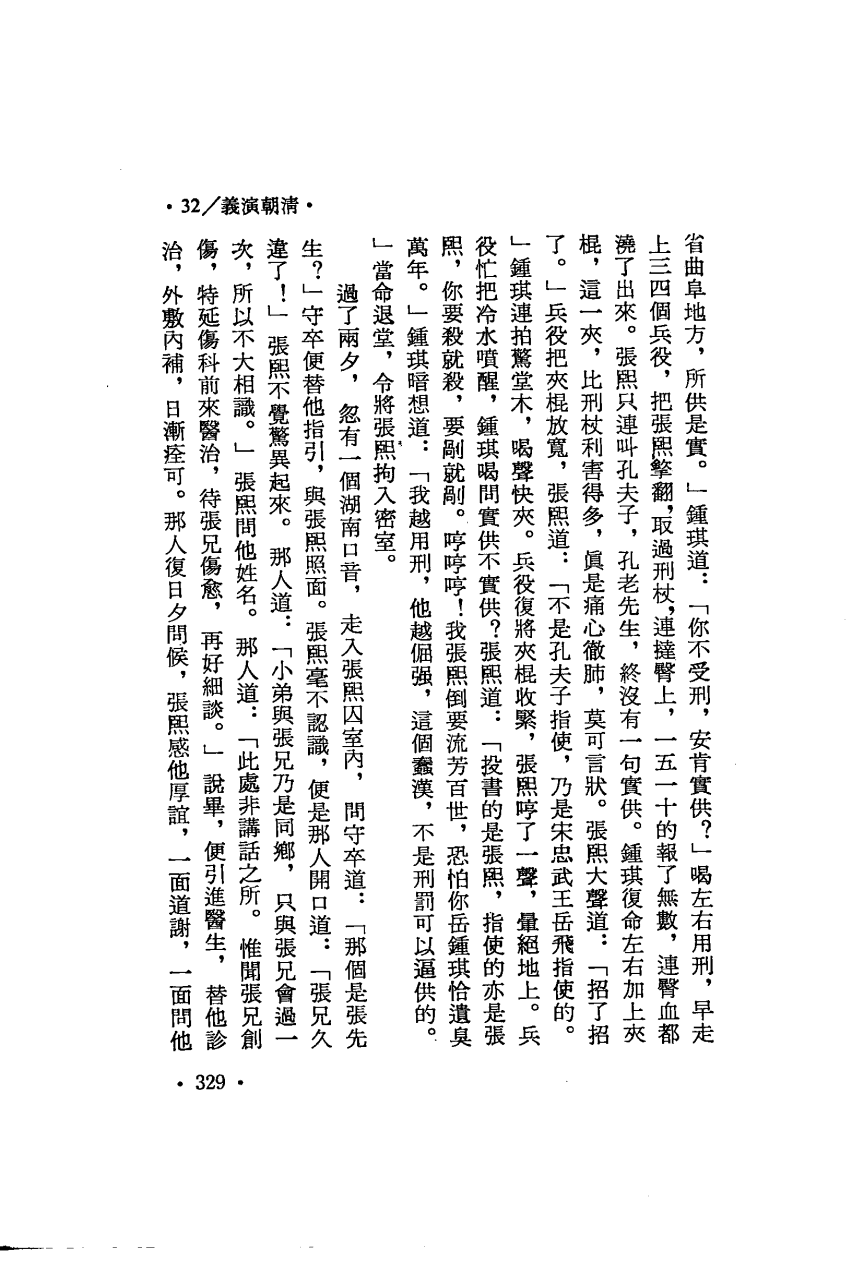 •32/義演朝清•
省曲阜地方，所供是實。」鍾琪道：「你不受刑，安肯實供？」喝左右用刑，早走
上三四個兵役，把張熙擎翻，取過刑杖，連撻臀上，一五一十的報了無數，連臀血都
澆了出來。張熙只連叫孔夫子，孔老先生，終沒有一句實供。鍾琪復命左右加上夾
棍，這一夾，比刑杖利害得多，眞是痛心徹肺，莫可言狀。張熙大聲道：「招了招
了。」兵役把夾棍放寬，張熙道：「不是孔夫子指使，乃是宋忠武王岳飛指使的。
」鍾琪連拍驚堂木，喝聲快夾。兵役復將夾棍收緊，張熙哼了一聲，暈絕地上。兵
役忙把冷水噴醒，鍾琪喝問實供不實供？張熙道：「投書的是張熙，指使的亦是張
熙，你要殺就殺，要剮就剮。哼哼哼！我張熙倒要流芳百世，恐怕你岳鍾琪恰遺臭
萬年。」鍾琪暗想道：「我越用刑，他越倔强，這個蠹漢，不是刑罰可以逼供的。
」當命退堂，令將張熙拘入密室。
過了兩夕，忽有一個湖南口音，走入張熙囚室內，問守卒道：「那個是張先
生？」守卒便替他指引，與張熙照面。張熙毫不認識，便是那人開口道：「張兄久
違了！」張熙不覺驚異起來。那人道：「小弟與張兄乃是同鄉，只與張兄會過一
次，所以不大相識。」張熙問他姓名。那人道：「此處非講話之所。惟聞張兄創
傷，特延傷科前來醫治，待張兄傷愈，再好細談。」說畢，便引進醫生，替他診
治，外敷內補，日漸痊可。那人復日夕問候，張熙感他厚誼，一面道謝，一面問他
•329•